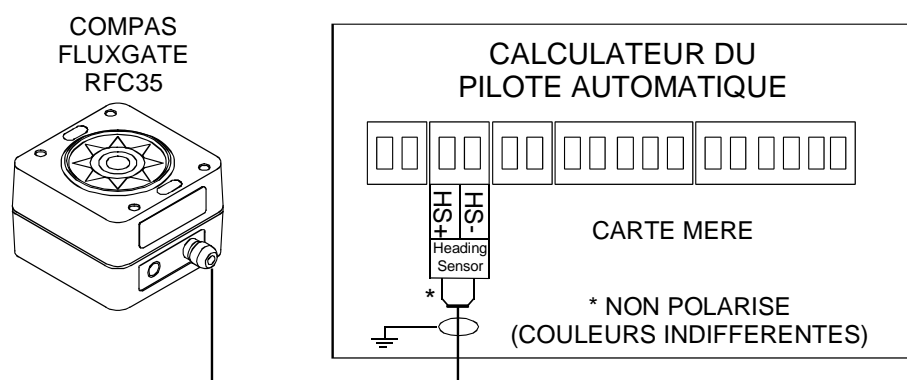 COMPAS
FLUXGATE
RFC35
CALCULATEUR DU
PILOTE AUTOMATIQUE
HS+
HS-
Heading
Sensor
CARTE MERE
*
* NON POLARISE
(COULEURS INDIFFERENTES)